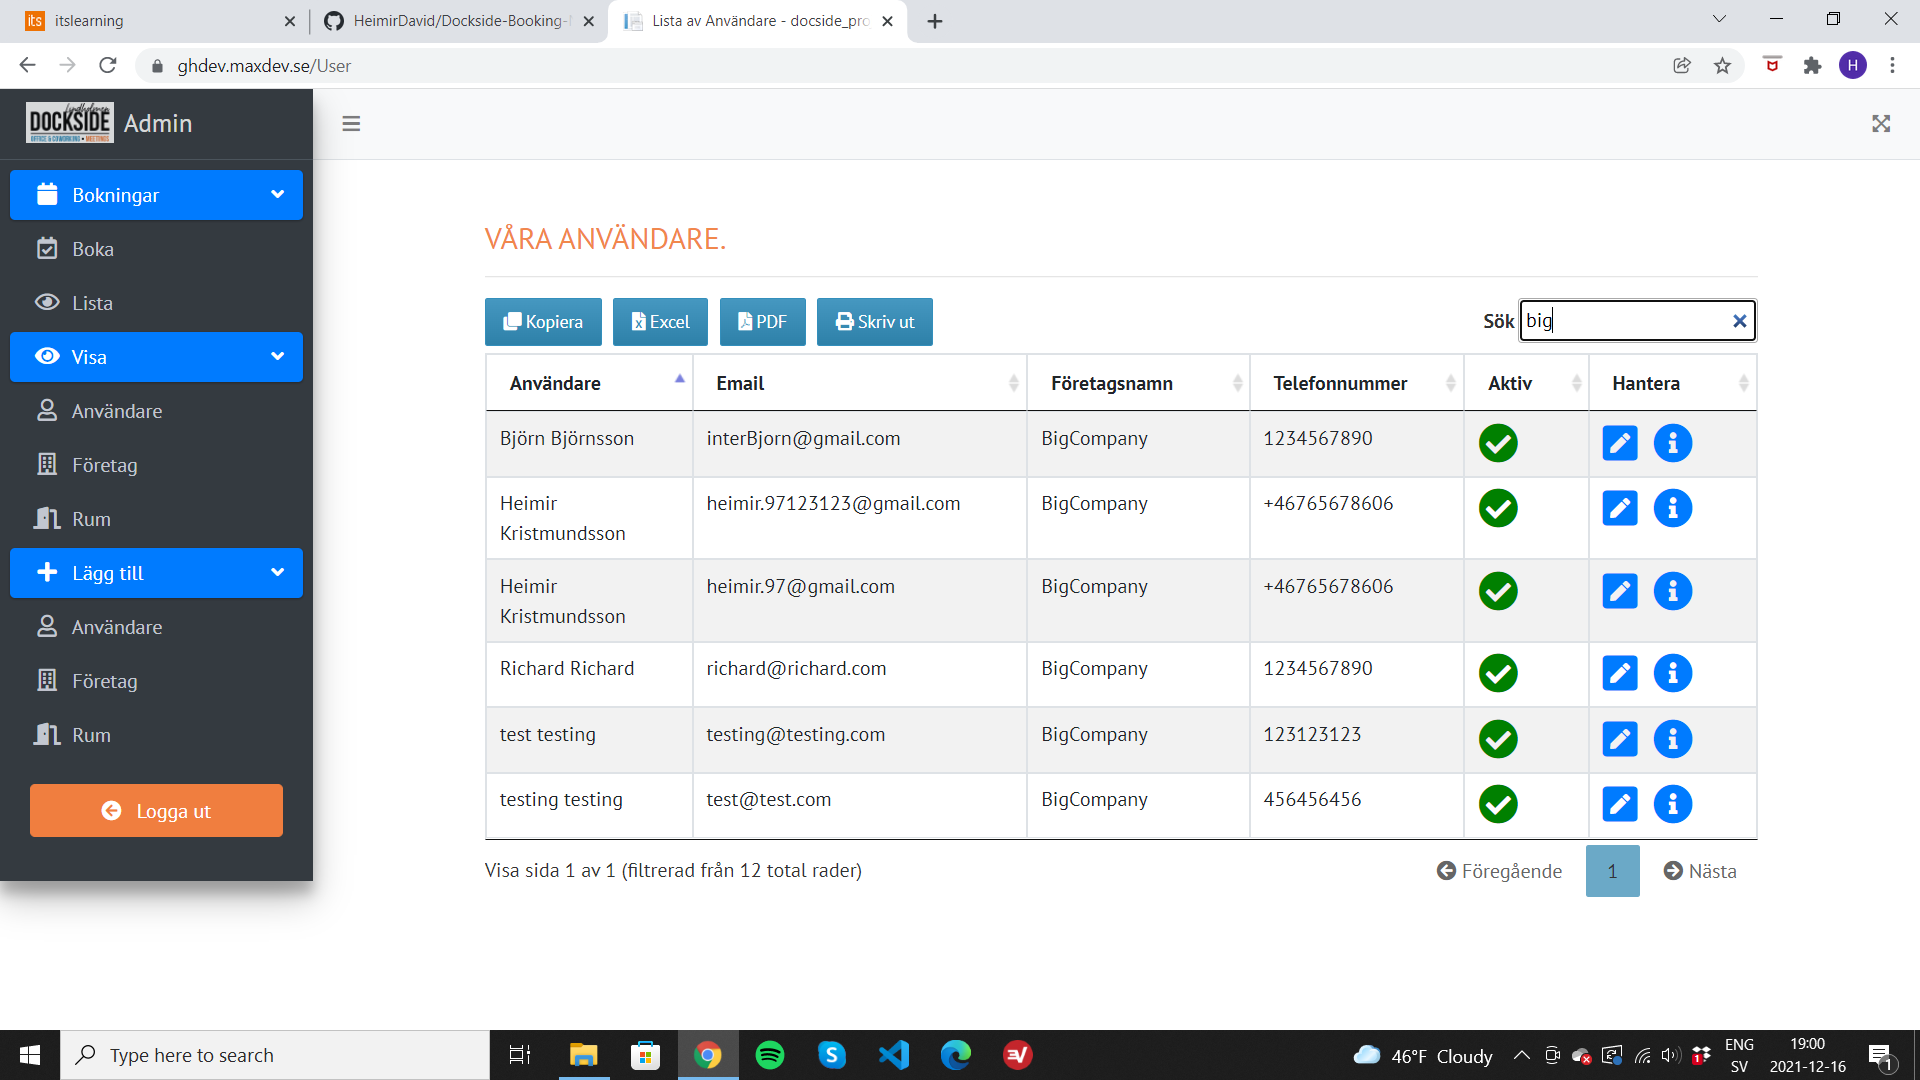 itslearning
HeimirDavid/Dockside-Booking-
Lista av Användare - docside_pro
ghdev.maxdev.se/User
H
Lindholmen
DOCKSIDE
OFFICE & COWORKING • MEETINGS
Admin
Bokningar
Boka
Lista
Visa
Användare
Företag
Rum
Lägg till
Användare
Företag
Rum
Logga ut
VÅRA ANVÄNDARE.
Kopiera Excel PDF Skriv ut
Sök big
Användare Email Företagsnamn Telefonnummer Aktiv Hantera
Björn Björnsson interBjorn@gmail.com BigCompany 1234567890
Heimir heimir.97123123@gmail.com BigCompany +46765678606
Kristmundsson
Heimir heimir.97@gmail.com BigCompany +46765678606
Kristmundsson
Richard Richard richard@richard.com BigCompany 1234567890
test testing testing@testing.com BigCompany 123123123
testing testing test@test.com BigCompany 456456456
Visa sida 1 av 1 (filtrerad från 12 total rader)
Föregående 1 Nästa
Type here to search
46°F Cloudy
ENG
SV
19:00
2021-12-16
1